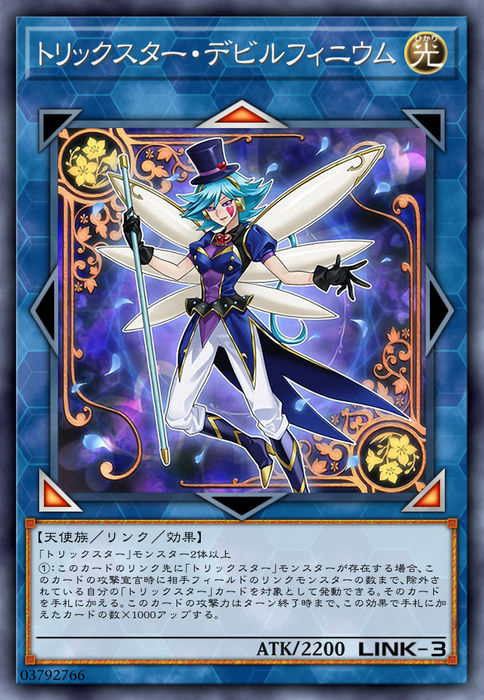 トリックスター・デビルフィニウム
ひかり
光
【天使族／リンク／効果】
「トリックスター」モンスター2体以上
①：このカードのリンク先に「トリックスター」モンスターが存在する場合、こ
のカードの攻撃宣言時に相手フィールドのリンクモンスターの数まで、除外さ
れている自分の「トリックスター」カードを対象として発動できる。そのカード
を手札に加える。このカードの攻撃力はターン終了時まで、この効果で手札に加
えたカードの数×1000アップする。
ATK/2200 LINK-3
03792766